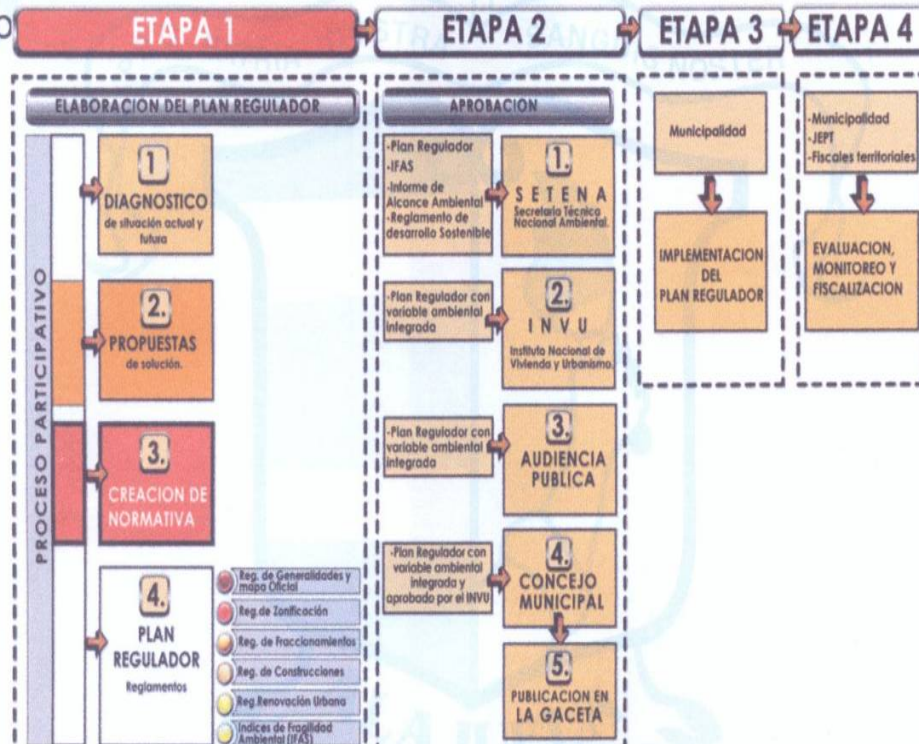 O
ETAPA 1
ETAPA 2
ETAPA 3
ETAPA 4
ELABORACIÓN DEL PLAN REGULADOR
PROCESO PARTICIPATIVO
1
DIAGNOSTICO
de situación actual y
futura
2.
PROPUESTAS
de solución.
3.
CREACION DE
NORMATIVA
4.
PLAN
REGULADOR
Reglamentos
Reg. de Generalidades y
mapa Oficial
Reg. de Zonificación
Reg. de Fraccionamientos
Reg. de Construcciones
Reg.Renovación Urbana
Indices de Fragilidad
Ambiental (IFAS)
APROBACION
-Plan Regulador
-IFAS
-Informe de
Alcance Ambiental
-Reglamento de
desarrollo Sostenible
1.
S E T E N A
Secretaría Técnica
Nacional Ambiental.
-Plan Regulador con
variable ambiental
integrada
2.
I N V U
Instituto Nacional de
Vivienda y Urbanismo.
-Plan Regulador con
variable ambiental
integrada
3.
AUDIENCIA
PUBLICA
-Plan Regulador con
variable ambiental
integrada y
aprobado por el INVU
4.
CONCEJO
MUNICIPAL
5.
PUBLICACION EN
LA GACETA
Municipalidad
IMPLEMENTACION
DEL
PLAN REGULADOR
-Municipalidad
-JEPT
-Fiscales territoriales
EVALUACION,
MONITOREO Y
FISCALIZACION